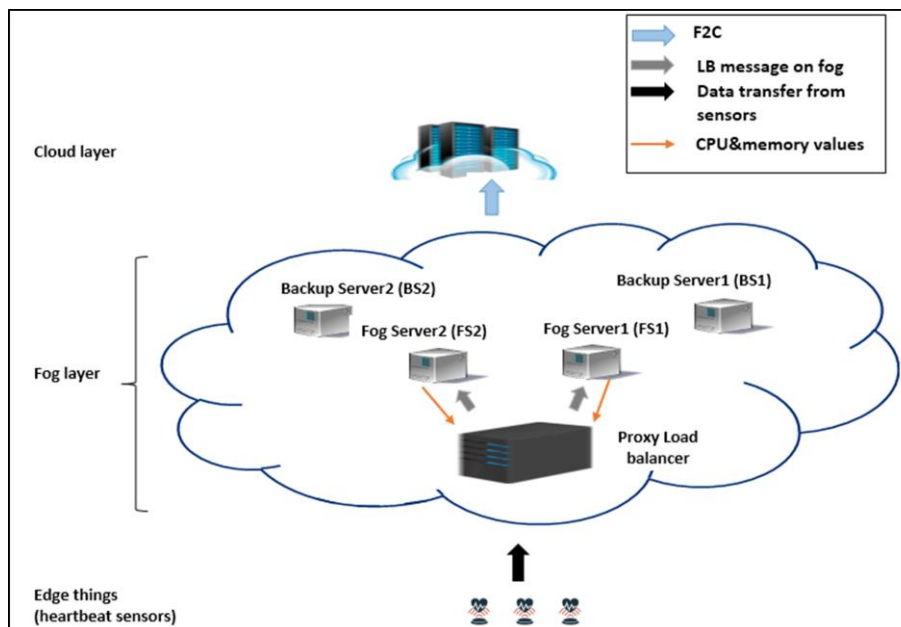 F2C
LB message on fog
Data transfer from
sensors
CPU&memory values
Cloud layer
Backup Server2 (BS2)
Backup Server1 (BS1)
Fog Server2 (FS2)
Fog Server1 (FS1)
Fog layer
Proxy Load
balancer
Edge things
(heartbeat sensors)